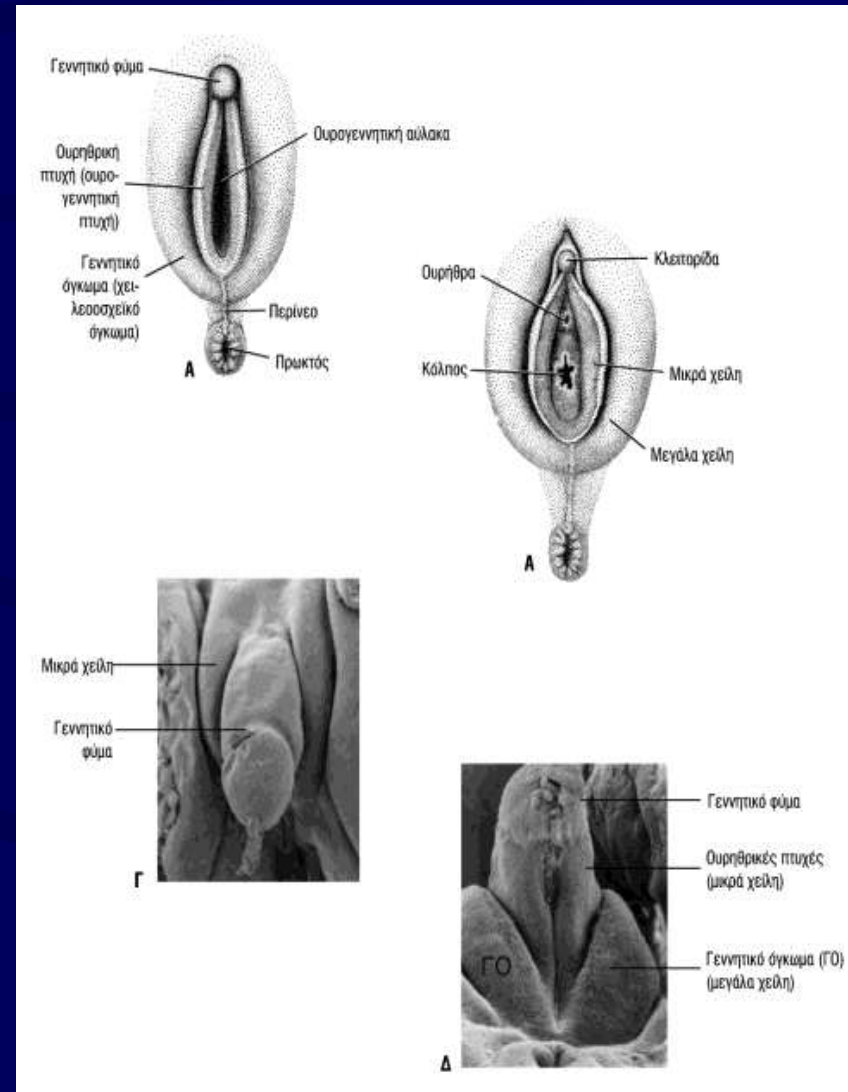 Γεννητικό φύμα
Ουρηθρική
πτυχή (ουρο-
γεννητική
πτυχή)
Ουρογεννητική αύλακα
Γεννητικό
όγκωμα (χει-
λεοοσχεϊκό
όγκωμα)
Περίνεο
Πρωκτός
Α
Κλειτορίδα
Ουρήθρα
Κόλπος
Μικρά χείλη
Μεγάλα χείλη
Α
Μικρά χείλη
Γεννητικό
φύμα
Γ
Γεννητικό φύμα
Ουρηθρικές πτυχές
(μικρά χείλη)
ΓΟ
Γεννητικό όγκωμα (ΓΟ)
(μεγάλα χείλη)
Δ